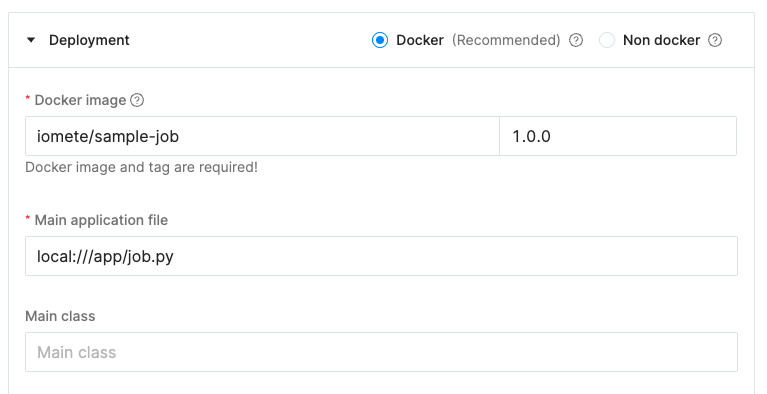 Deployment Docker (Recommended) Non docker
* Docker image
iomete/sample-job 1.0.0
Docker image and tag are required!
* Main application file
local:///app/job.py
Main class
Main class